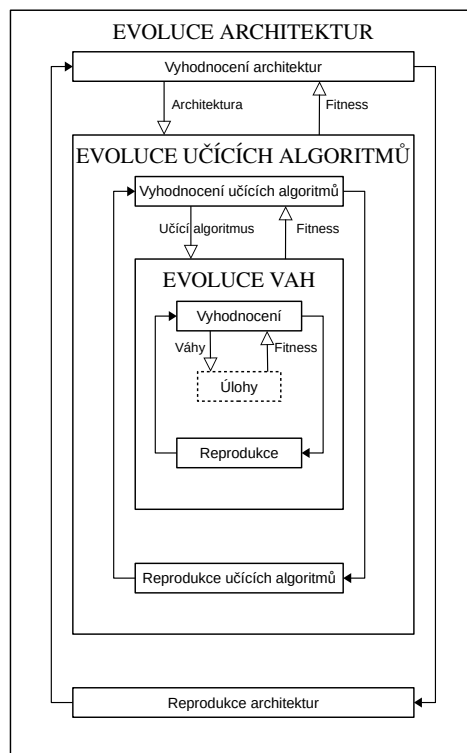 EVOLUCE ARCHITEKTUR
Vyhodnocení architektur
Architektura
Fitness
EVOLUCE UČÍCÍCH ALGORITMŮ
Vyhodnocení učících algoritmů
Učící algoritmus
Fitness
EVOLUCE VAH
Vyhodnocení
Váhy
Fitness
Úlohy
Reprodukce
Reprodukce učících algoritmů
Reprodukce architektur